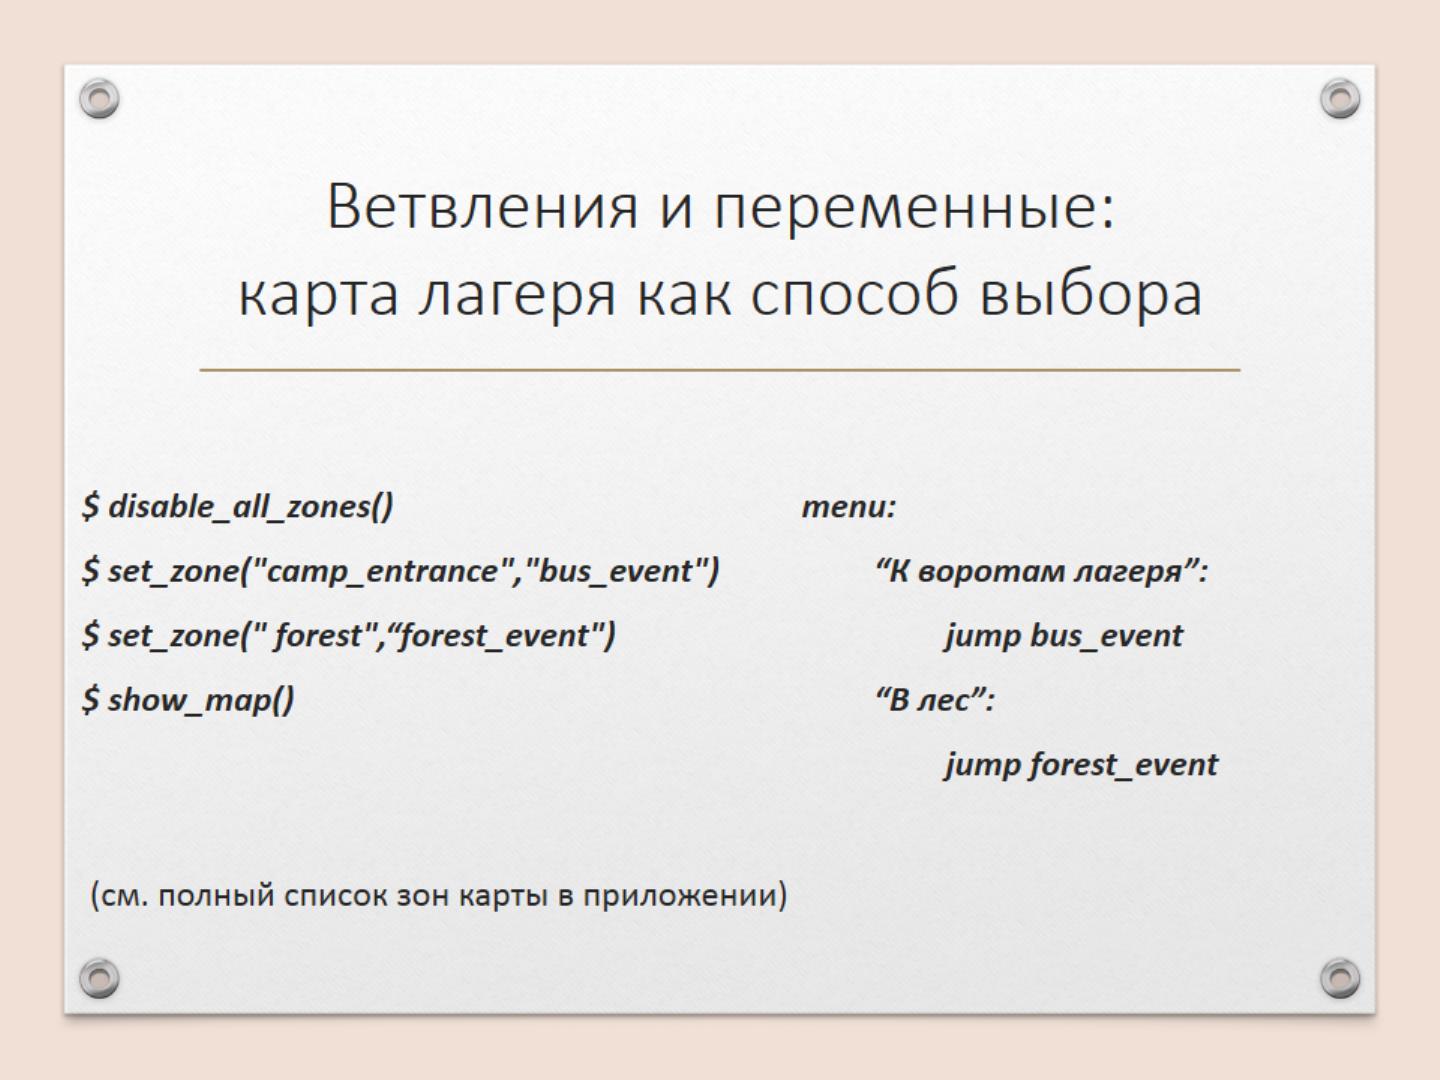 Ветвления и переменные:
карта лагеря как способ выбора
$ disable_all_zones()
$ set_zone("camp_entrance","bus_event")
$ set_zone(" forest",“forest_event")
$ show_map()
menu:
“К воротам лагеря”:
jump bus_event
“В лес”:
jump forest_event
(см. полный список зон карты в приложении)